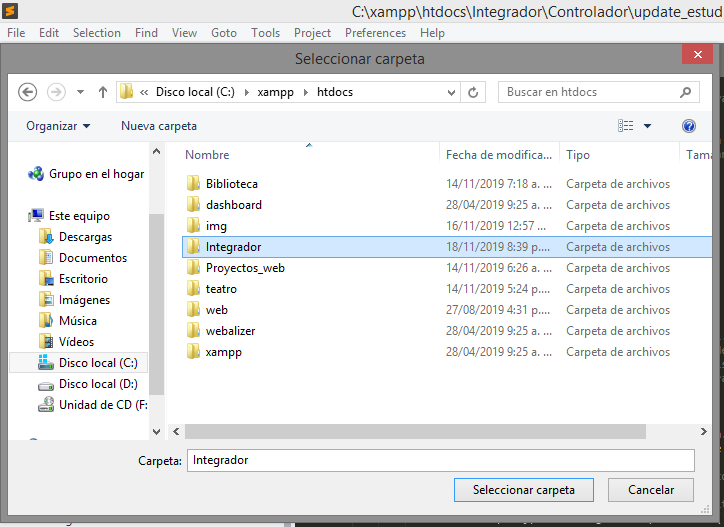 C:\xampp\htdocs\Integrador\Controlador\update_estud
File Edit Selection Find View Goto Tools Project Preferences Help
Seleccionar carpeta
« Disco local (C:) xampp htdocs
Buscar en htdocs
Organizar Nueva carpeta
Nombre Fecha de modifica... Tipo Tama
Grupo en el hogar
Este equipo
Descargas
Documentos
Escritorio
Imágenes
Música
Vídeos
Disco local (C:)
Disco local (D:)
Unidad de CD (F:
Biblioteca 14/11/2019 7:18 a. ... Carpeta de archivos
dashboard 28/04/2019 9:25 a. ... Carpeta de archivos
img 16/11/2019 12:57 ... Carpeta de archivos
Integrador 18/11/2019 8:39 p.... Carpeta de archivos
Proyectos_web 14/11/2019 6:26 a. ... Carpeta de archivos
teatro 14/11/2019 5:24 p.... Carpeta de archivos
web 27/08/2019 4:31 p.... Carpeta de archivos
webalizer 28/04/2019 9:25 a. ... Carpeta de archivos
xampp 28/04/2019 9:25 a. ... Carpeta de archivos
Carpeta: Integrador
Seleccionar carpeta Cancelar